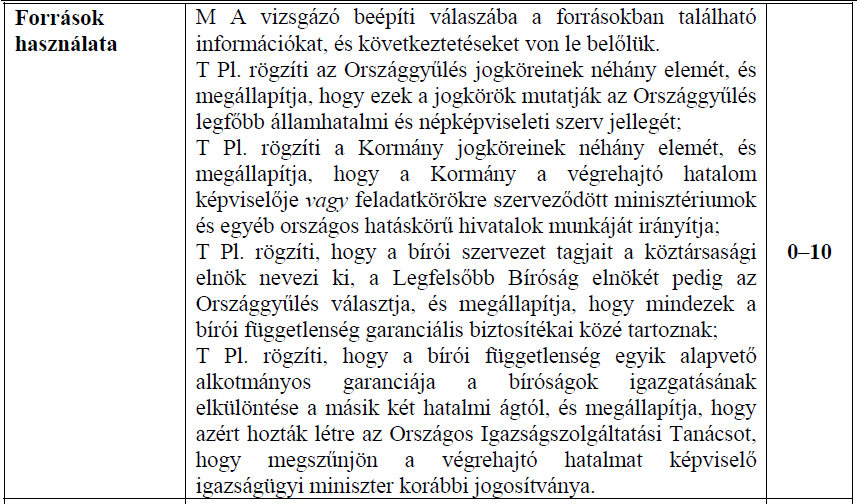 Források
használata
M A vizsgázó beépíti válaszába a forrásokban található
információkat, és következtetéseket von le belőlük.
T Pl. rögzíti az Országgyűlés jogköreinek néhány elemét, és
megállapítja, hogy ezek a jogkörök mutatják az Országgyűlés
legfőbb államhatalmi és népképviseleti szerv jellegét;
T Pl. rögzíti a Kormány jogköreinek néhány elemét, és
megállapítja, hogy a Kormány a végrehajtó hatalom
képviselője vagy feladatkörökre szerveződött minisztériumok
és egyéb országos hatáskörű hivatalok munkáját irányítja;
T Pl. rögzíti, hogy a bírói szervezet tagjait a köztársasági
elnök nevezi ki, a Legfelsőbb Bíróság elnökét pedig az
Országgyűlés választja, és megállapítja, hogy mindezek a
bírói függetlenség garanciális biztosítékai közé tartoznak;
T Pl. rögzíti, hogy a bírói függetlenség egyik alapvető
alkotmányos garanciája a bíróságok igazgatásának
elkülöntése a másik két hatalmi ágtól, és megállapítja, hogy
azért hozták létre az Országos Igazságszolgáltatási Tanácsot,
hogy megszűnjön a végrehajtó hatalmat képviselő
igazságügyi miniszter korábbi jogosítványa.
0–10